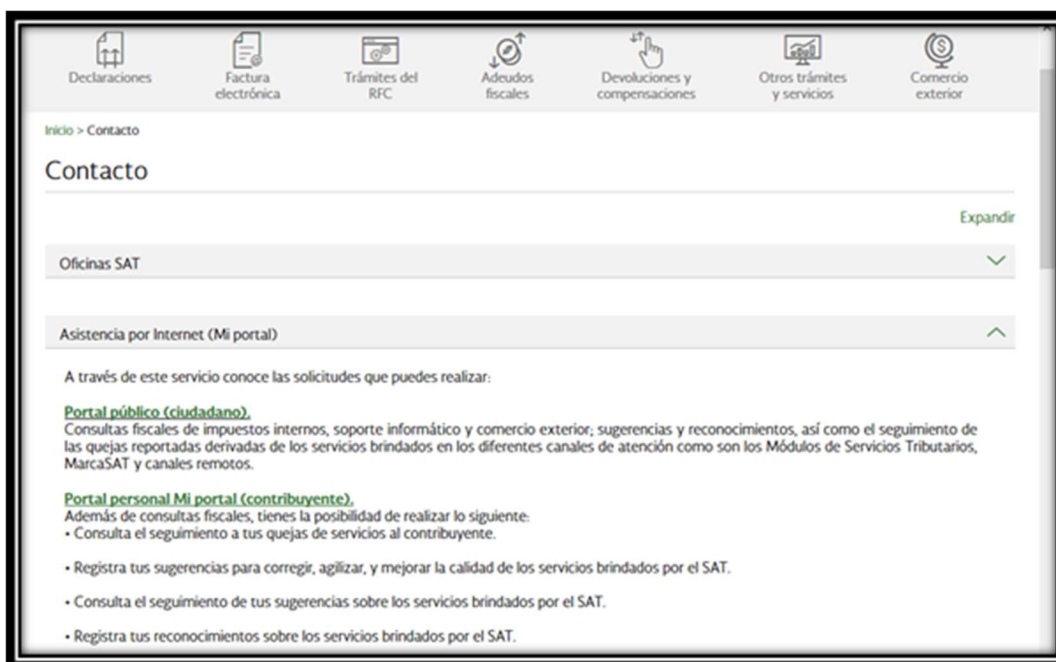 Declaraciones
Factura
electrónica
Trámites del
RFC
Adeudos
fiscales
Devoluciones y
compensaciones
Otros trámites
y servicios
Comercio
exterior
Inicio > Contacto
Contacto
Expandir
Oficinas SAT
Asistencia por Internet (Mi portal)
A través de este servicio conoce las solicitudes que puedes realizar:
Portal público (ciudadano).
Consultas fiscales de impuestos internos, soporte informático y comercio exterior; sugerencias y reconocimientos, así como el seguimiento de
las quejas reportadas derivadas de los servicios brindados en los diferentes canales de atención como son los Módulos de Servicios Tributarios,
MarcaSAT y canales remotos.
Portal personal Mi portal (contribuyente).
Además de consultas fiscales, tienes la posibilidad de realizar lo siguiente:
• Consulta el seguimiento a tus quejas de servicios al contribuyente.
• Registra tus sugerencias para corregir, agilizar, y mejorar la calidad de los servicios brindados por el SAT.
• Consulta el seguimiento de tus sugerencias sobre los servicios brindados por el SAT.
• Registra tus reconocimientos sobre los servicios brindados por el SAT.